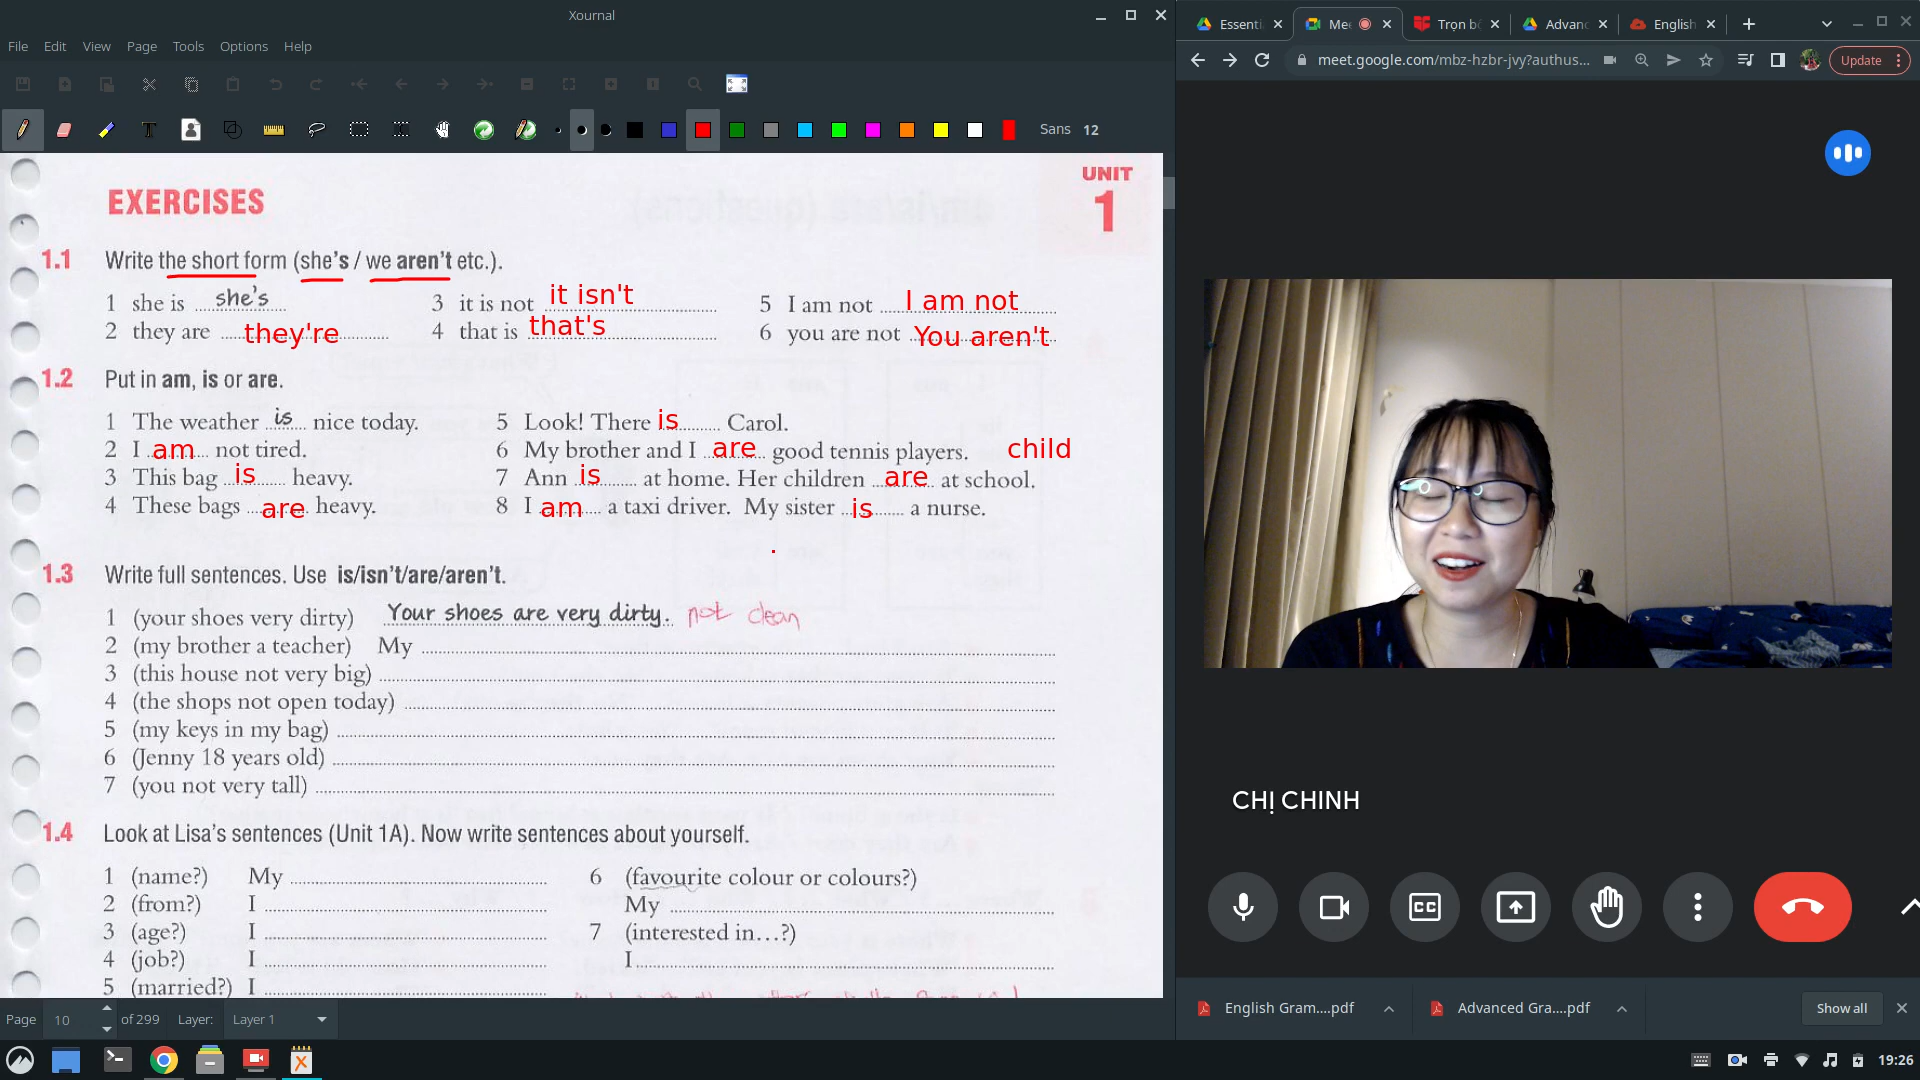 Xournal
File Edit View Page Tools Options Help
Sans 12
UNIT
1
EXERCISES
1.1 Write the short form (she's / we aren't etc.).
1 she is she's 3 it is not it isn't 5 I am not I am not
2 they are they're 4 that is that's 6 you are not You aren't
1.2 Put in am, is or are.
1 The weather is nice today. 5 Look! There is Carol.
2 I am not tired. 6 My brother and I are good tennis players. child
3 This bag is heavy. 7 Ann is at home. Her children are at school.
4 These bags are heavy. 8 I am a taxi driver. My sister is a nurse.
1.3 Write full sentences. Use is/isn't/are/aren't.
1 (your shoes very dirty) Your shoes are very dirty. not clean
2 (my brother a teacher) My
3 (this house not very big)
4 (the shops not open today)
5 (my keys in my bag)
6 (Jenny 18 years old)
7 (you not very tall)
1.4 Look at Lisa's sentences (Unit 1A). Now write sentences about yourself.
1 (name?) My 6 (favourite colour or colours?)
2 (from?) I My
3 (age?) I 7 (interested in…?)
4 (job?) I I
5 (married?) I
Page 10 of 299 Layer: Layer 1
Essenti Mee Trọn bộ Advanc English
meet.google.com/mbz-hzbr-jvy?authus... Update
CHỊ CHINH
CC
English Gram....pdf Advanced Gra....pdf Show all
19:26